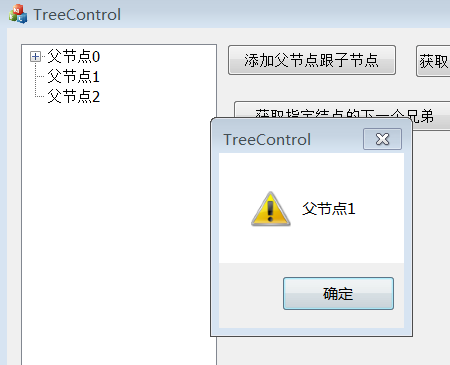 TreeControl
父节点0
父节点1
父节点2
添加父节点跟子节点
获取
获取指定结点的下一个兄弟
TreeControl
父节点1
确定